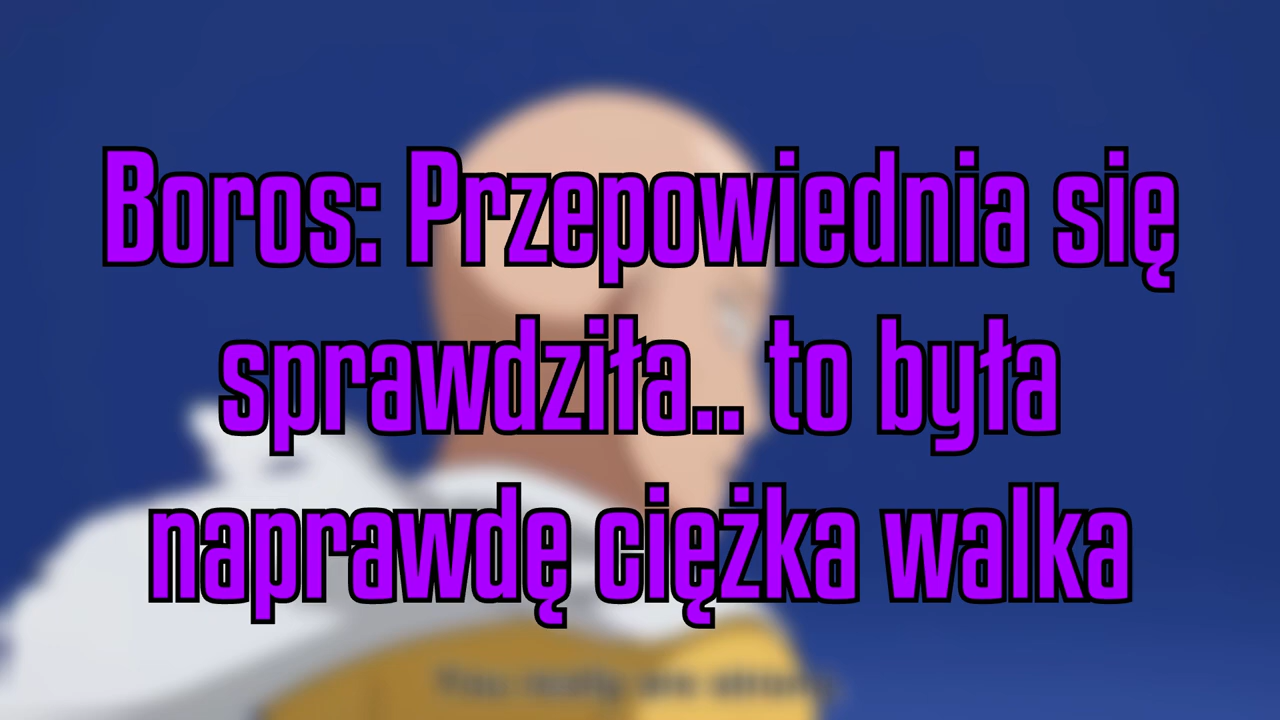 Boros: Przepowiednia się
sprawdziła.. to była
naprawdę ciężka walka